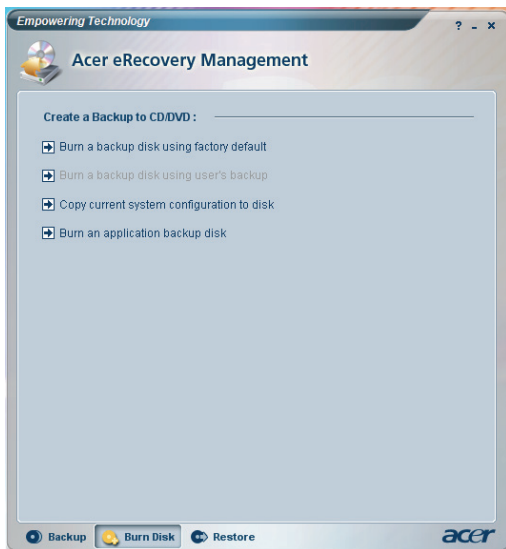 Empowering Technology
? - ×
Acer eRecovery Management
Create a Backup to CD/DVD :
Burn a backup disk using factory default
Burn a backup disk using user's backup
Copy current system configuration to disk
Burn an application backup disk
Backup Burn Disk Restore acer